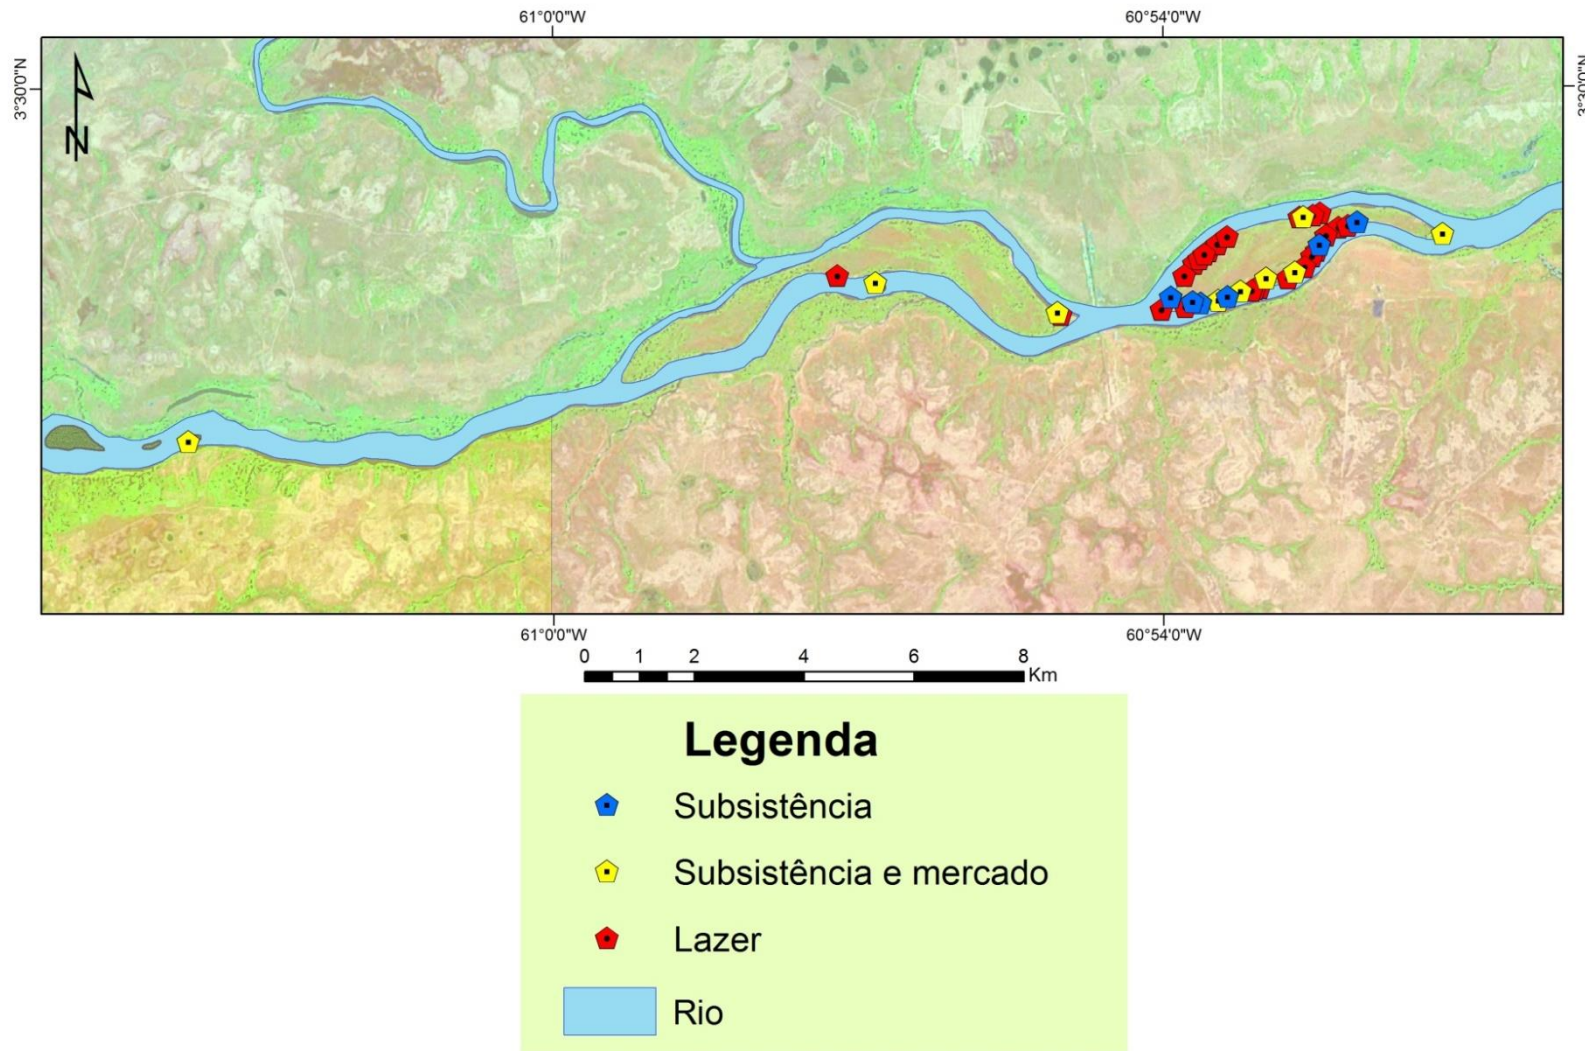 61°0'0"W 60°54'0"W
3°30'0"N 3°30'0"N
N
61°0'0"W 60°54'0"W
0 1 2 4 6 8
Km
Legenda
Subsistência
Subsistência e mercado
Lazer
Rio